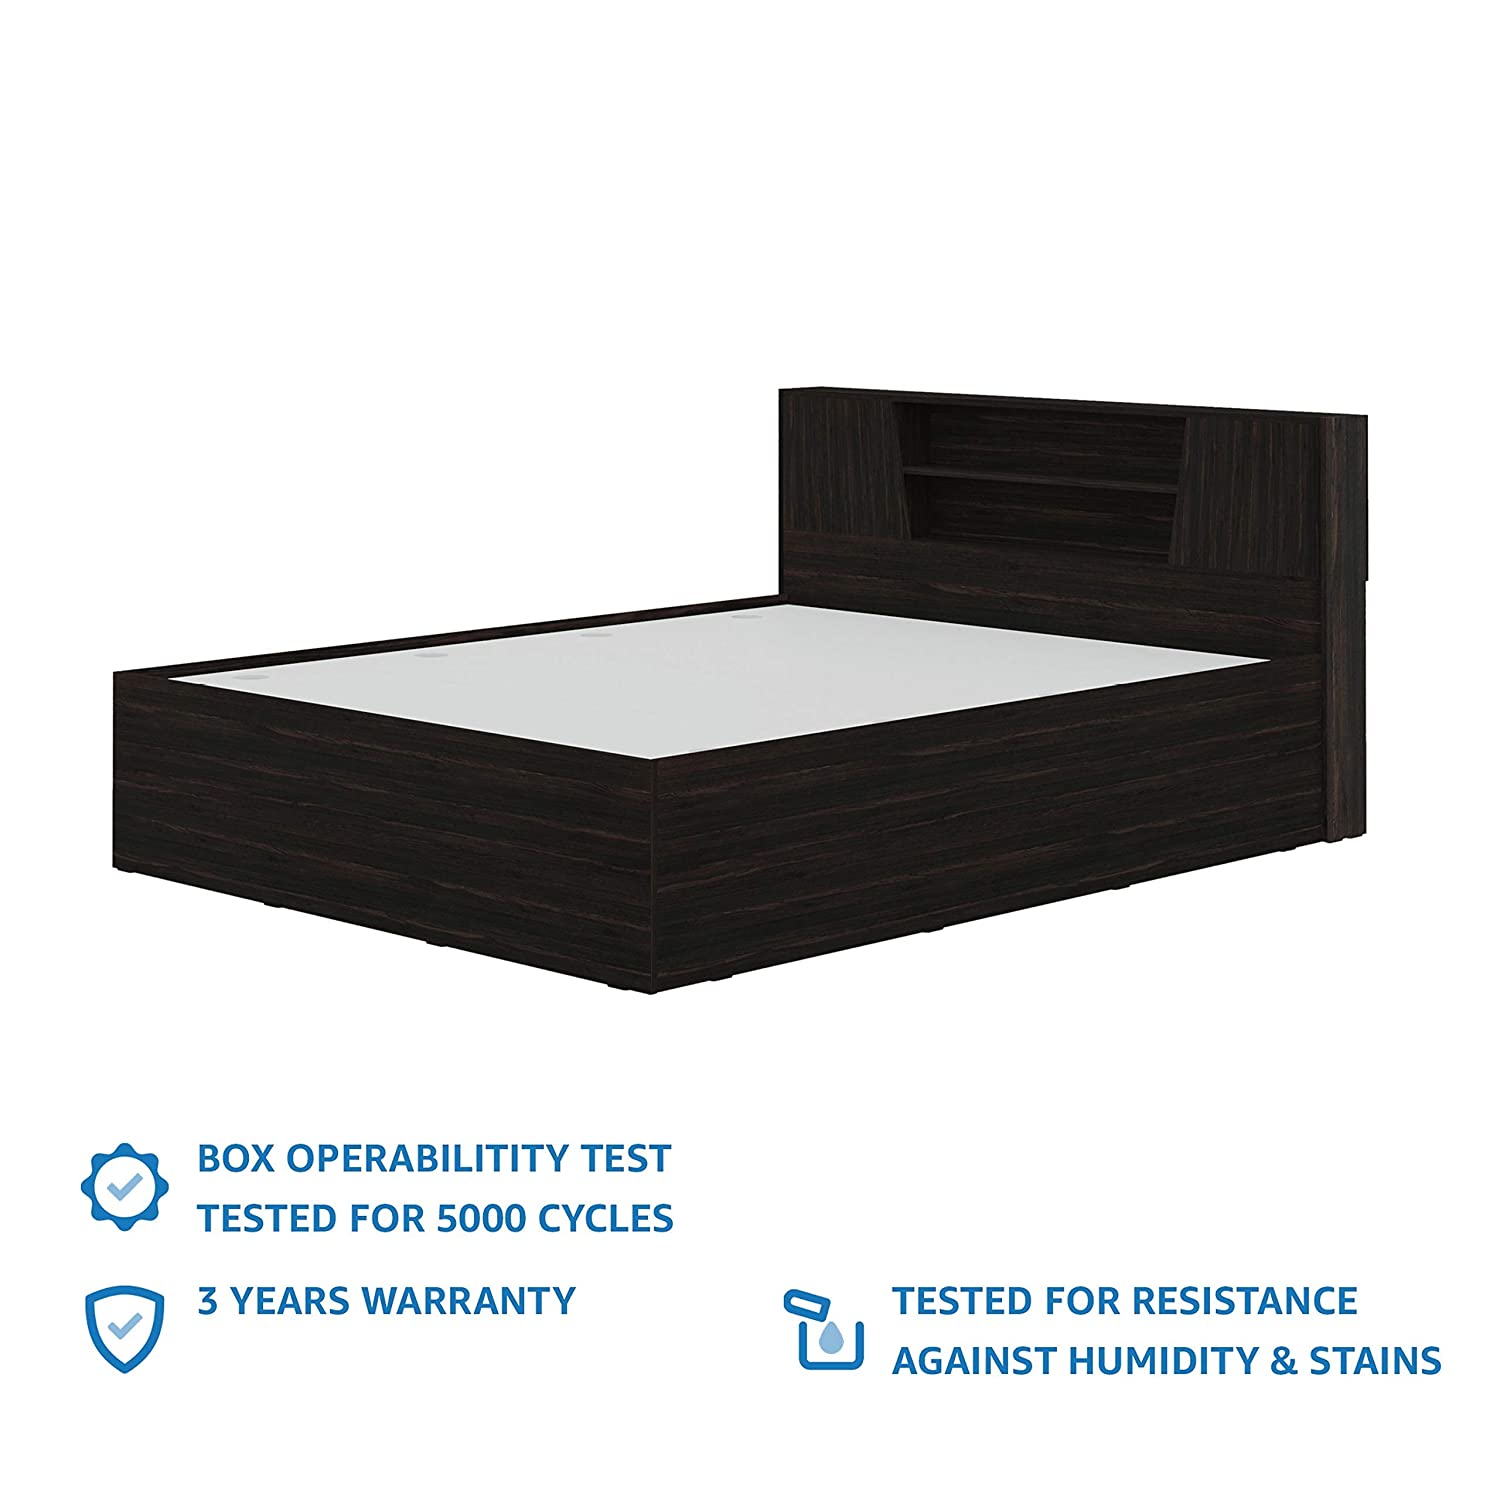 BOX OPERABILITITY TEST
TESTED FOR 5000 CYCLES
3 YEARS WARRANTY
TESTED FOR RESISTANCE
AGAINST HUMIDITY & STAINS